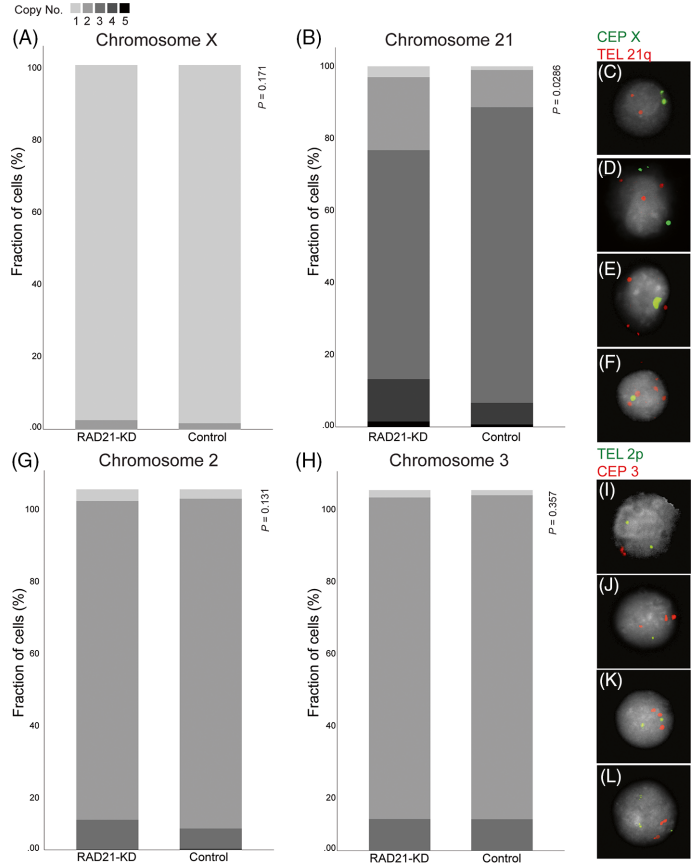 Copy No.
1 2 3 4 5
(A) Chromosome X
Fraction of cells (%)
100
80
60
40
20
.00
P = 0.171
RAD21-KD Control
(B) Chromosome 21
Fraction of cells (%)
100
80
60
40
20
.00
P = 0.0286
RAD21-KD Control
CEP X
TEL 21q
(C)
(D)
(E)
(F)
(G) Chromosome 2
Fraction of cells (%)
100
80
60
40
20
.00
P = 0.131
RAD21-KD Control
(H) Chromosome 3
Fraction of cells (%)
100
80
60
40
20
.00
P = 0.357
RAD21-KD Control
TEL 2p
CEP 3
(I)
(J)
(K)
(L)